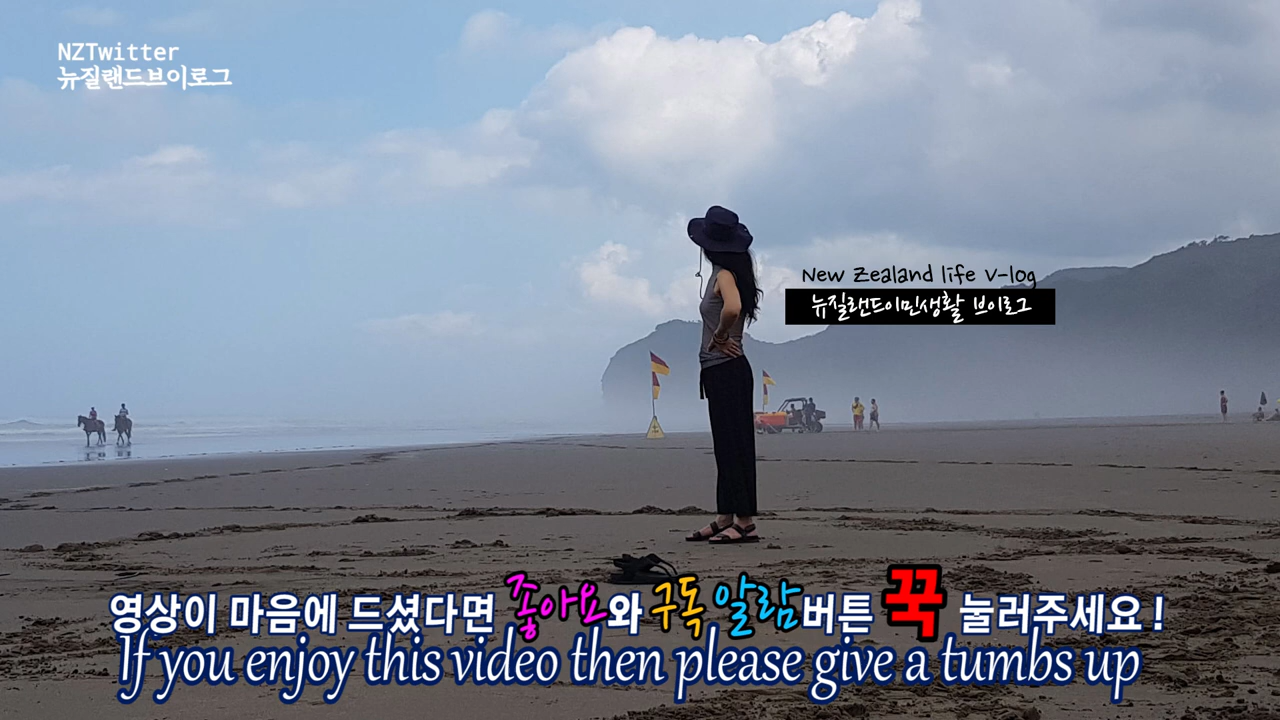 NZTwitter
뉴질랜드브이로그
New Zealand life V-log
뉴질랜드이민생활 브이로그
영상이 마음에 드셨다면 좋아요와 구독 알람버튼 꾹 눌러주세요!
If you enjoy this video then please give a tumbs up